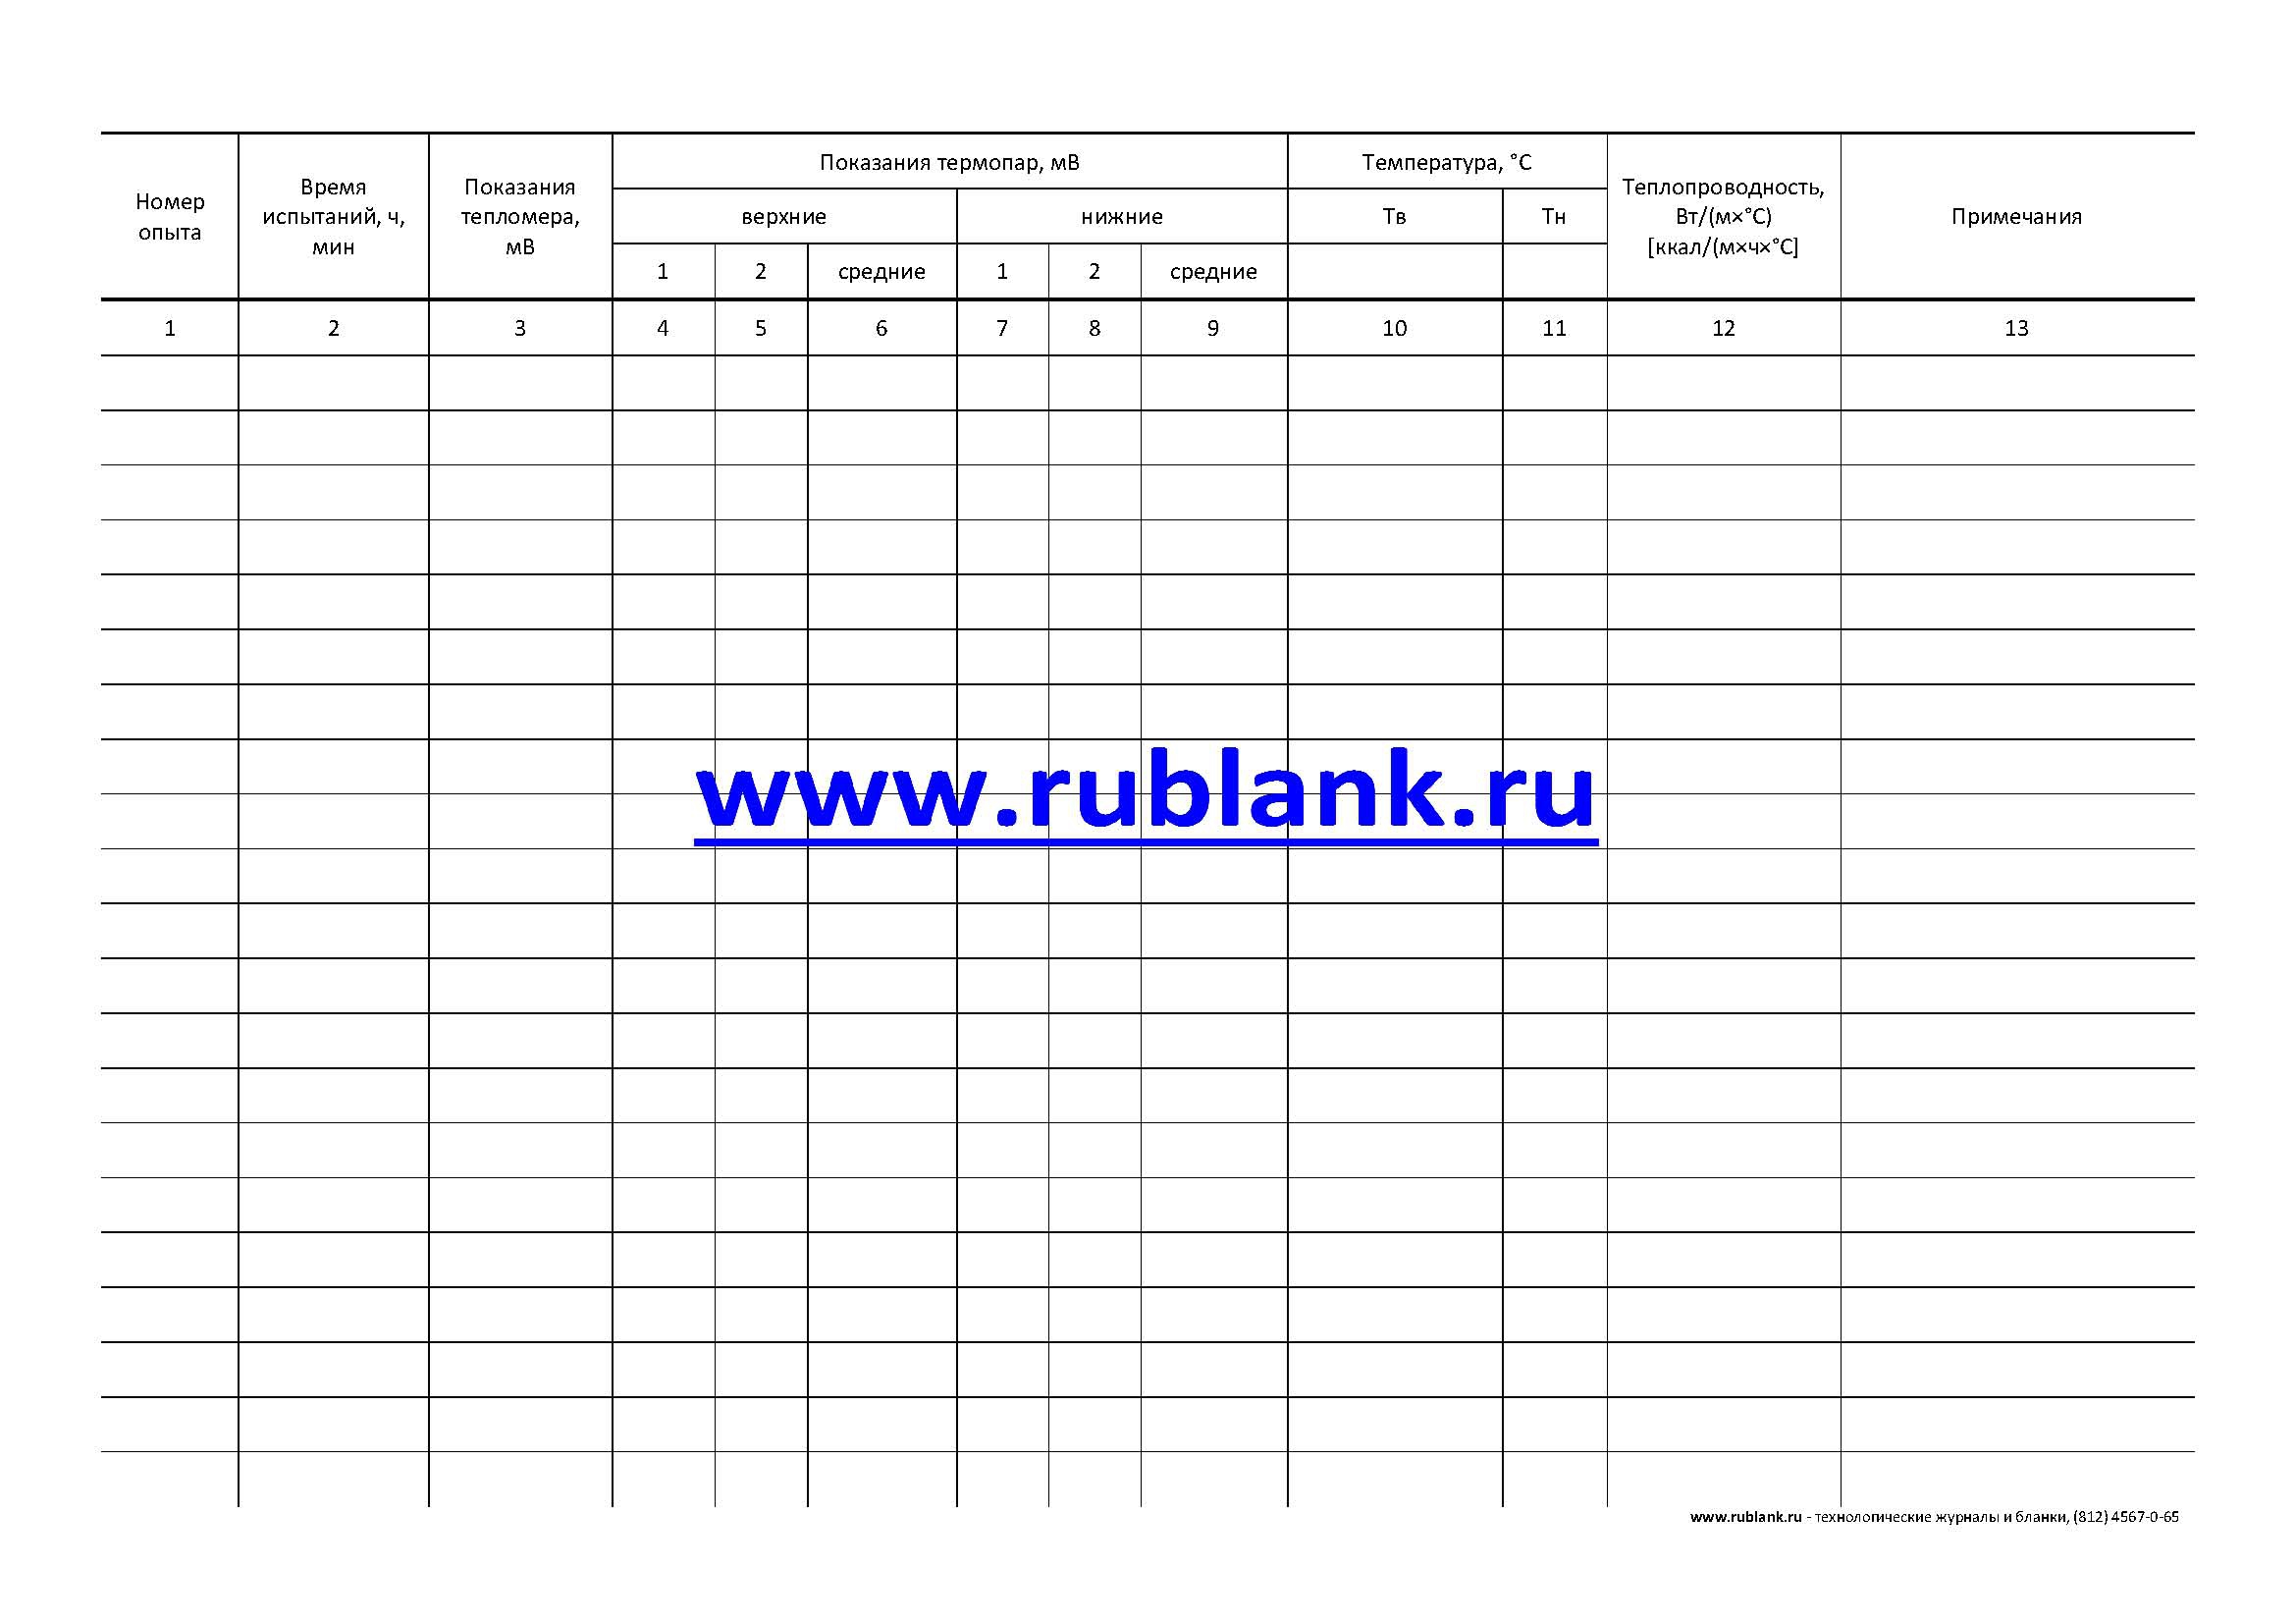 Номер
опыта
Время
испытаний, ч,
мин
Показания
тепломера,
мВ
Показания термопар, мВ
верхние
нижние
1
2
средние
1
2
средние
Температура, °С
Тв
Тн
Теплопроводность,
Вт/(м×°С)
[ккал/(м×ч×°С]
Примечания
1
2
3
4
5
6
7
8
9
10
11
12
13
www.rublank.ru
www.rublank.ru - технологические журналы и бланки, (812) 4567-0-65